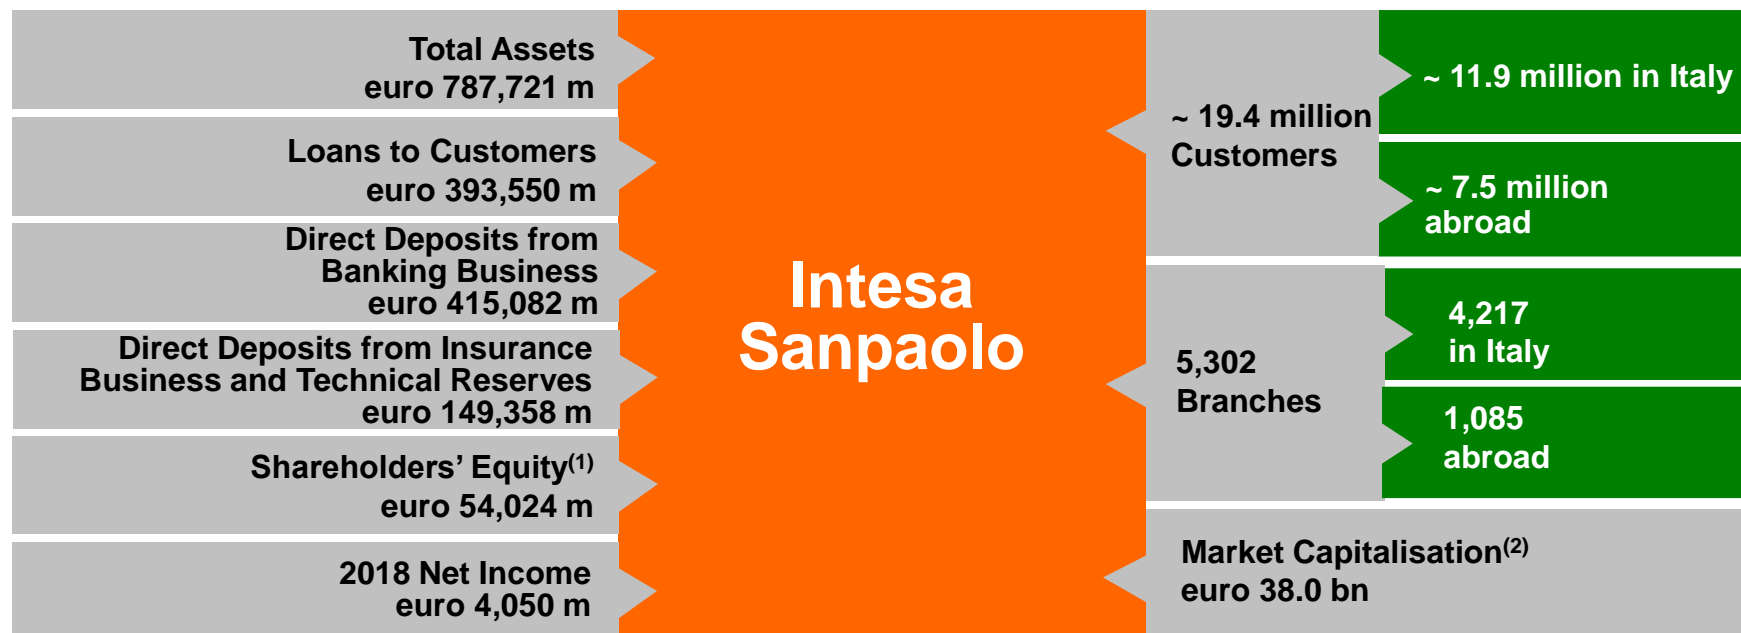 Total Assets
euro 787,721 m
Loans to Customers
euro 393,550 m
Direct Deposits from
Banking Business
euro 415,082 m
Direct Deposits from Insurance
Business and Technical Reserves
euro 149,358 m
Shareholders’ Equity(1)
euro 54,024 m
2018 Net Income
euro 4,050 m
Intesa
Sanpaolo
~ 19.4 million
Customers
~ 11.9 million in Italy
~ 7.5 million
abroad
5,302
Branches
4,217
in Italy
1,085
abroad
Market Capitalisation(2)
euro 38.0 bn